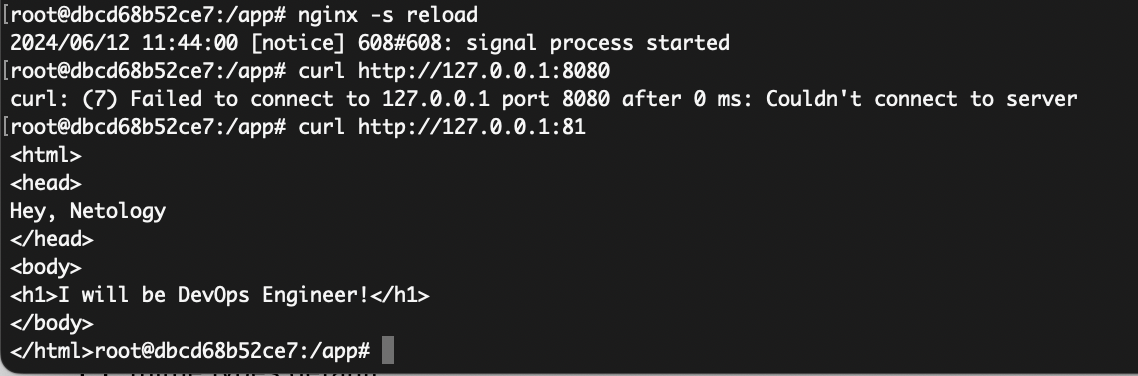 [root@dbcd68b52ce7:/app# nginx -s reload
2024/06/12 11:44:00 [notice] 608#608: signal process started
[root@dbcd68b52ce7:/app# curl http://127.0.0.1:8080
curl: (7) Failed to connect to 127.0.0.1 port 8080 after 0 ms: Couldn't connect to server
[root@dbcd68b52ce7:/app# curl http://127.0.0.1:81
<html>
<head>
Hey, Netology
</head>
<body>
<h1>I will be DevOps Engineer!</h1>
</body>
</html>root@dbcd68b52ce7:/app#